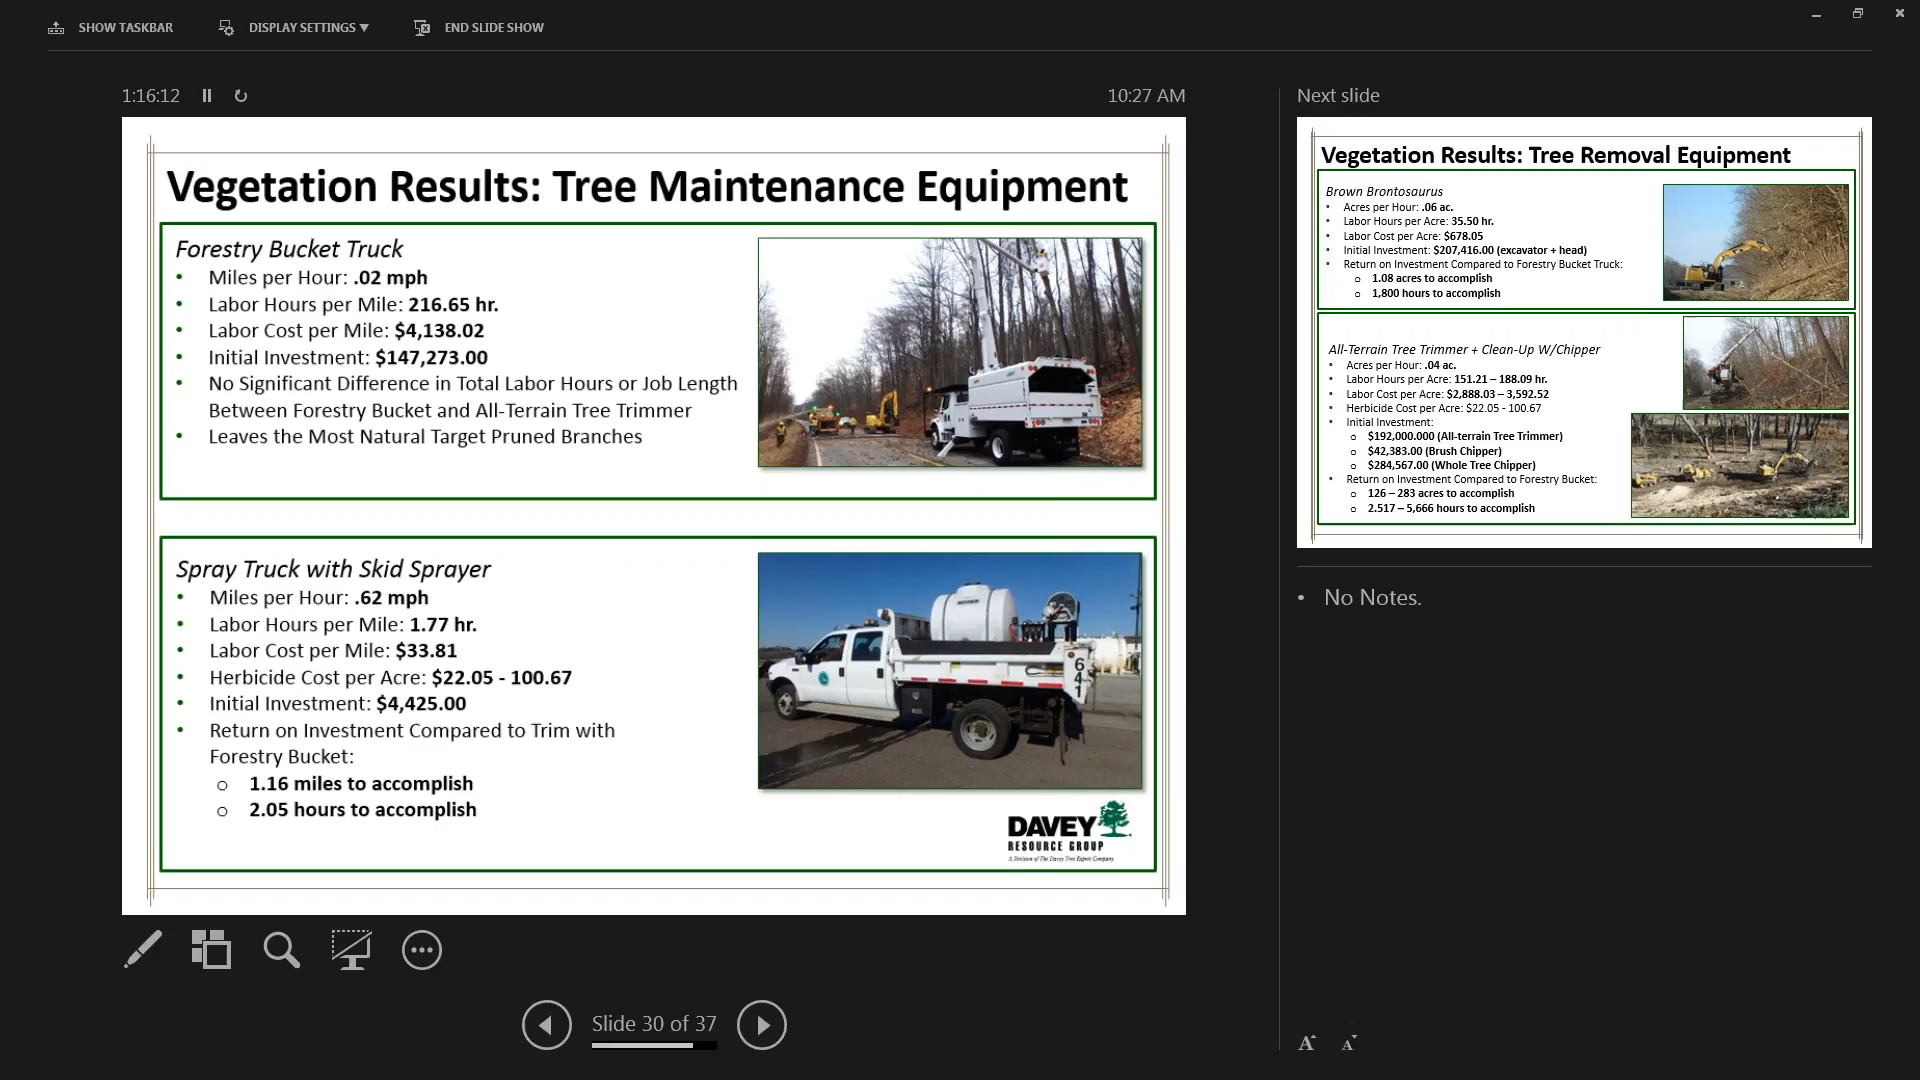 SHOW TASKBAR
DISPLAY SETTINGS ▼
END SLIDE SHOW
1:16:12
10:27 AM
Vegetation Results: Tree Maintenance Equipment
Forestry Bucket Truck
• Miles per Hour: .02 mph
• Labor Hours per Mile: 216.65 hr.
• Labor Cost per Mile: $4,138.02
• Initial Investment: $147,273.00
• No Significant Difference in Total Labor Hours or Job Length
Between Forestry Bucket and All-Terrain Tree Trimmer
• Leaves the Most Natural Target Pruned Branches
Spray Truck with Skid Sprayer
• Miles per Hour: .62 mph
• Labor Hours per Mile: 1.77 hr.
• Labor Cost per Mile: $33.81
• Herbicide Cost per Acre: $22.05 - 100.67
• Initial Investment: $4,425.00
• Return on Investment Compared to Trim with
Forestry Bucket:
o 1.16 miles to accomplish
o 2.05 hours to accomplish
6
4
1
DAVEY
RESOURCE GROUP
A Division of The Davey Tree Expert Company
Slide 30 of 37
Next slide
Vegetation Results: Tree Removal Equipment
Brown Brontosaurus
• Acres per Hour: .06 ac.
• Labor Hours per Acre: 35.50 hr.
• Labor Cost per Acre: $678.05
• Initial Investment: $207,416.00 (excavator + head)
• Return on Investment Compared to Forestry Bucket Truck:
o 1.08 acres to accomplish
o 1,800 hours to accomplish
All-Terrain Tree Trimmer + Clean-Up W/Chipper
• Acres per Hour: .04 ac.
• Labor Hours per Acre: 151.21 – 188.09 hr.
• Labor Cost per Acre: $2,888.03 – 3,592.52
• Herbicide Cost per Acre: $22.05 - 100.67
• Initial Investment:
o $192,000.000 (All-terrain Tree Trimmer)
o $42,383.00 (Brush Chipper)
o $284,567.00 (Whole Tree Chipper)
• Return on Investment Compared to Forestry Bucket:
o 126 – 283 acres to accomplish
o 2.517 – 5,666 hours to accomplish
• No Notes.
A A